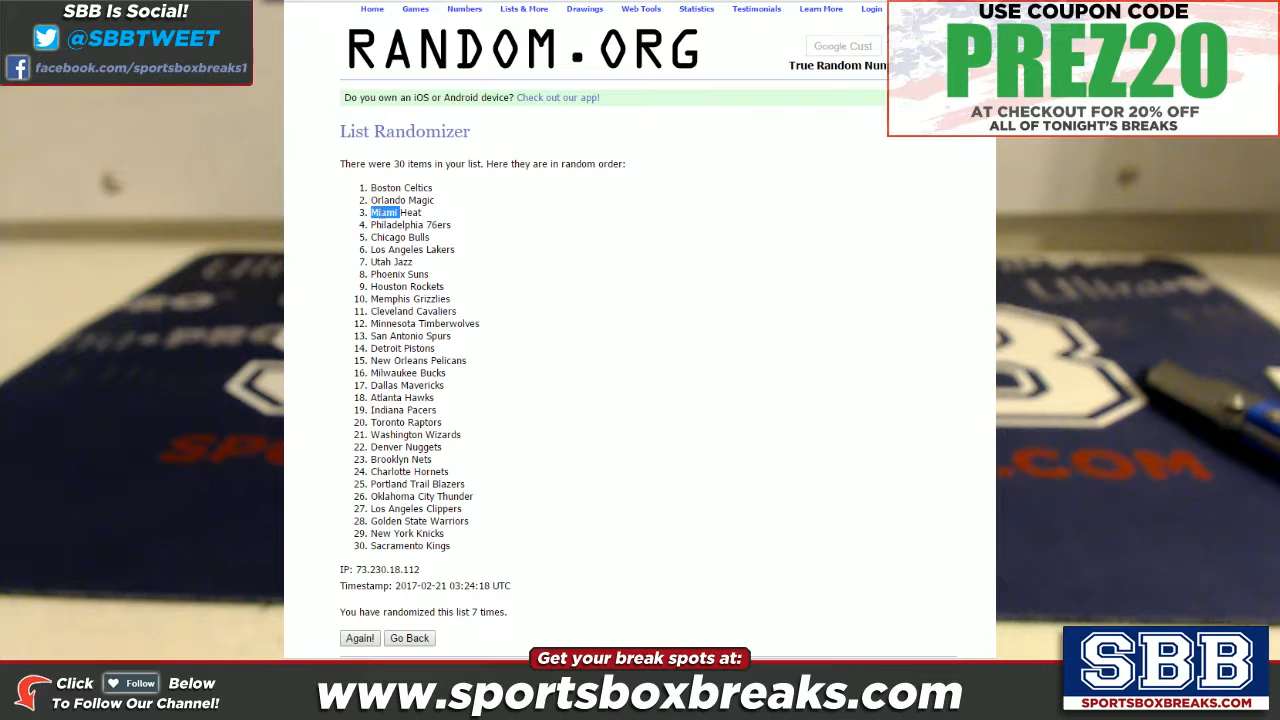 SBB Is Social!
@SBBTWEET
facebook.com/sportsboxbreaks1
Home Games Numbers Lists & More Drawings Web Tools Statistics Testimonials Learn More Login
RANDOM.ORG
Google Cust
True Random Num
USE COUPON CODE
PREZ20
AT CHECKOUT FOR 20% OFF
ALL OF TONIGHT'S BREAKS
Do you own an iOS or Android device? Check out our app!
List Randomizer
There were 30 items in your list. Here they are in random order:
1. Boston Celtics
2. Orlando Magic
3. Miami Heat
4. Philadelphia 76ers
5. Chicago Bulls
6. Los Angeles Lakers
7. Utah Jazz
8. Phoenix Suns
9. Houston Rockets
10. Memphis Grizzlies
11. Cleveland Cavaliers
12. Minnesota Timberwolves
13. San Antonio Spurs
14. Detroit Pistons
15. New Orleans Pelicans
16. Milwaukee Bucks
17. Dallas Mavericks
18. Atlanta Hawks
19. Indiana Pacers
20. Toronto Raptors
21. Washington Wizards
22. Denver Nuggets
23. Brooklyn Nets
24. Charlotte Hornets
25. Portland Trail Blazers
26. Oklahoma City Thunder
27. Los Angeles Clippers
28. Golden State Warriors
29. New York Knicks
30. Sacramento Kings
IP: 73.230.18.112
Timestamp: 2017-02-21 03:24:18 UTC
You have randomized this list 7 times.
Again! Go Back
Get your break spots at:
Click Follow Below
To Follow Our Channel!
www.sportsboxbreaks.com
SBB
SPORTSBOXBREAKS.COM